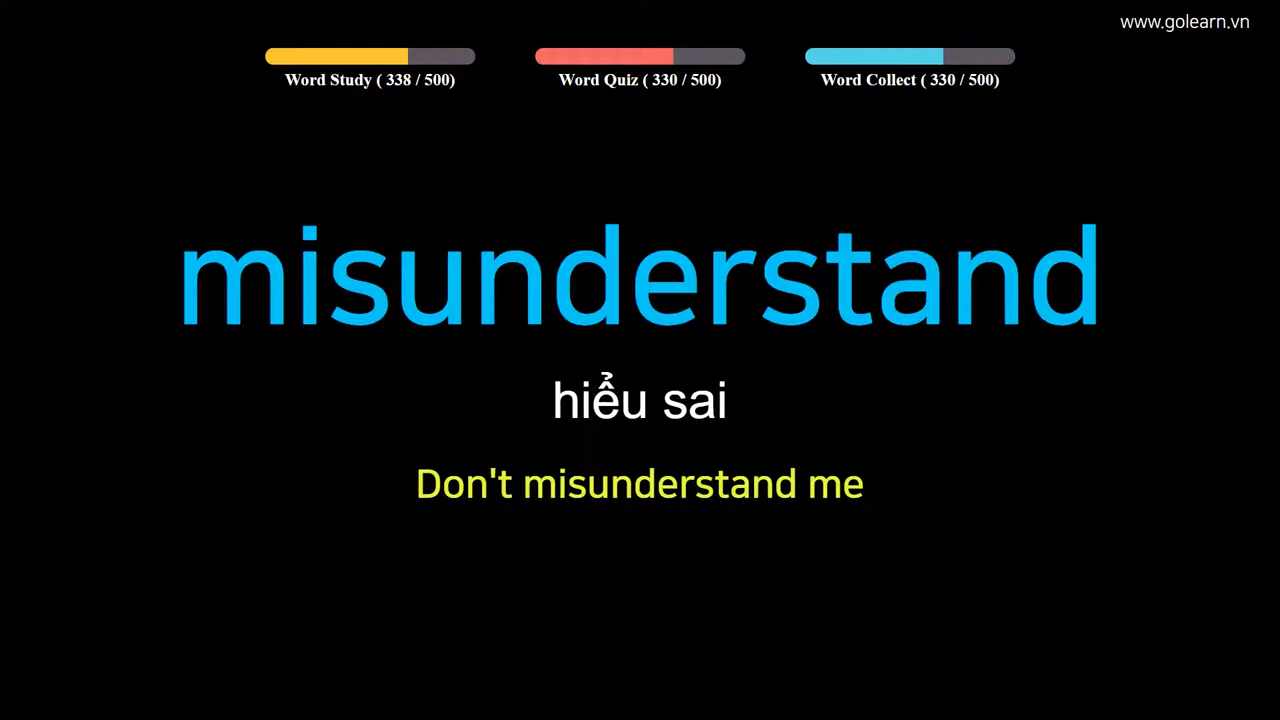 www.golearn.vn
Word Study ( 338 / 500)
Word Quiz ( 330 / 500)
Word Collect ( 330 / 500)
misunderstand
hiểu sai
Don't misunderstand me